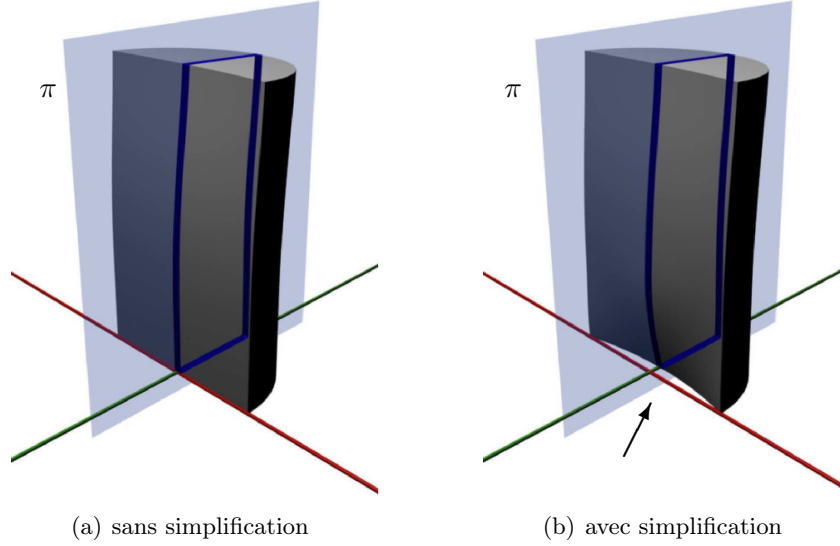 π
π
(a) sans simplification
(b) avec simplification